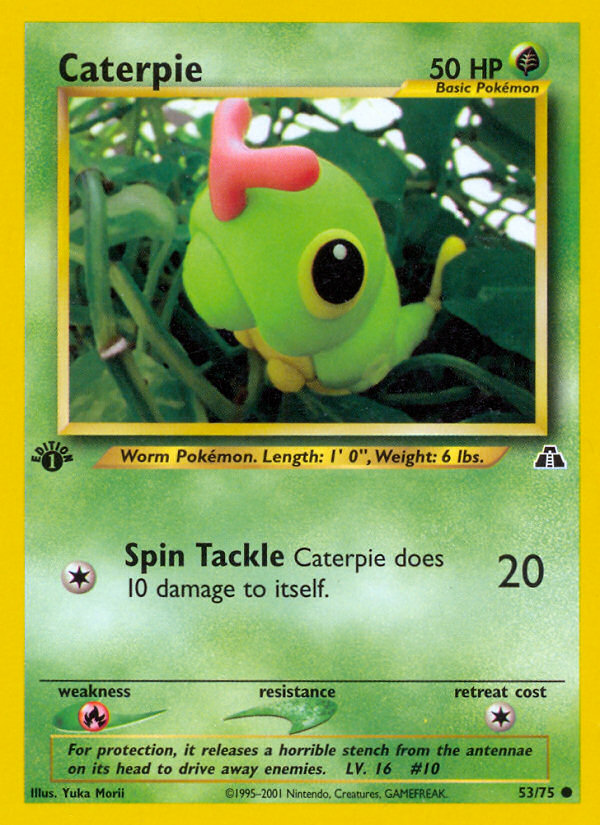 Caterpie
50 HP
Basic Pokémon
EDITION
1
Worm Pokémon. Length: 1' 0", Weight: 6 lbs.
Spin Tackle Caterpie does
10 damage to itself.
20
weakness
resistance
retreat cost
For protection, it releases a horrible stench from the antennae
on its head to drive away enemies. LV. 16 #10
Illus. Yuka Morii
©1995-2001 Nintendo, Creatures, GAMEFREAK.
53/75